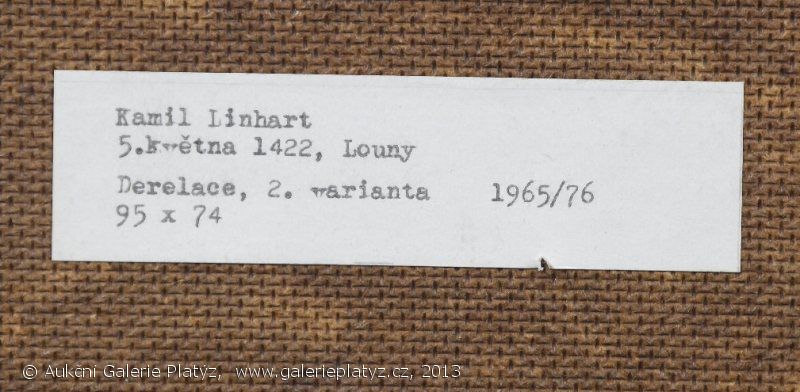 Kamil Linhart
5.května 1422, Louny
Derelace, 2. varianta 1965/76
95 x 74
© Aukční Galerie Platýz, www.galerieplatyz.cz, 2013